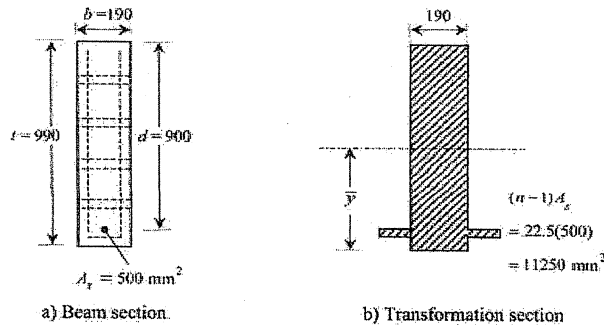 b = 190
t = 990
d = 900
A_s = 500 mm²
a) Beam section
190
ȳ
(n − 1)A_s
= 22.5(500)
= 11250 mm²
b) Transformation section